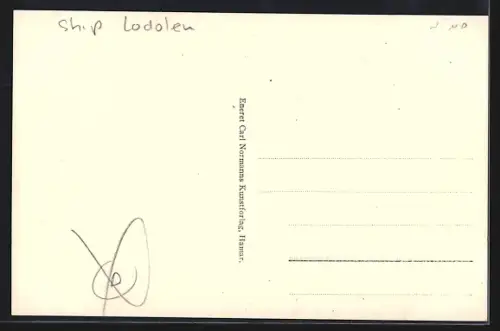 Ship Lodolen
Eneret Carl Normanns Kunstforlag, Hamar.